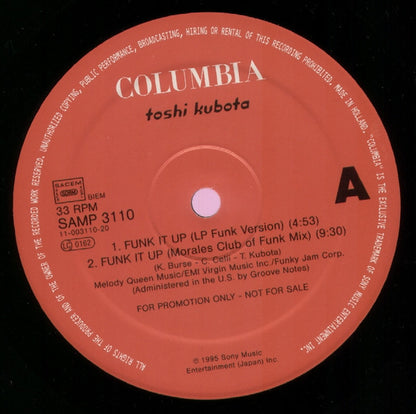 ALL RIGHTS OF THE PRODUCER AND OF THE OWNER OF THE RECORDED WORK RESERVED. UNAUTHORIZED COPYING, PUBLIC PERFORMANCE, BROADCASTING, HIRING OR RENTAL OF THIS RECORDING PROHIBITED. MADE IN HOLLAND. "COLUMBIA" IS THE EXCLUSIVE TRADEMARK OF SONY MUSIC ENTERTAINMENT INC.
COLUMBIA
toshi kubota
SACEM
BIEM
33 RPM
SAMP 3110
11-003110-20
LC 0162
A
1. FUNK IT UP (LP Funk Version) (4:53)
2. FUNK IT UP (Morales Club of Funk Mix) (9:30)
(K. Burse - C. Celli - T. Kubota)
Melody Queen Music/EMI Virgin Music Inc /Funky Jam Corp.
(Administered in the U.S. by Groove Notes)
FOR PROMOTION ONLY - NOT FOR SALE
© 1995 Sony Music
Entertainment (Japan) Inc.